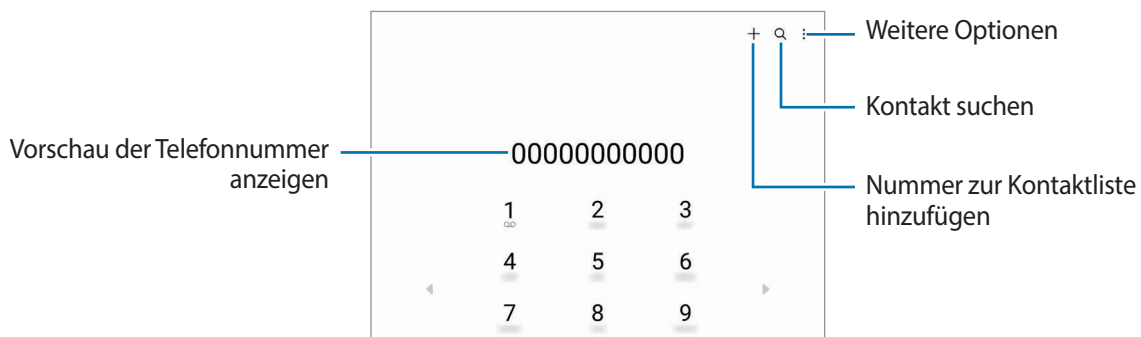 Weitere Optionen
Kontakt suchen
Vorschau der Telefonnummer
anzeigen
00000000000
Nummer zur Kontaktliste
hinzufügen
1 2 3
4 5 6
7 8 9